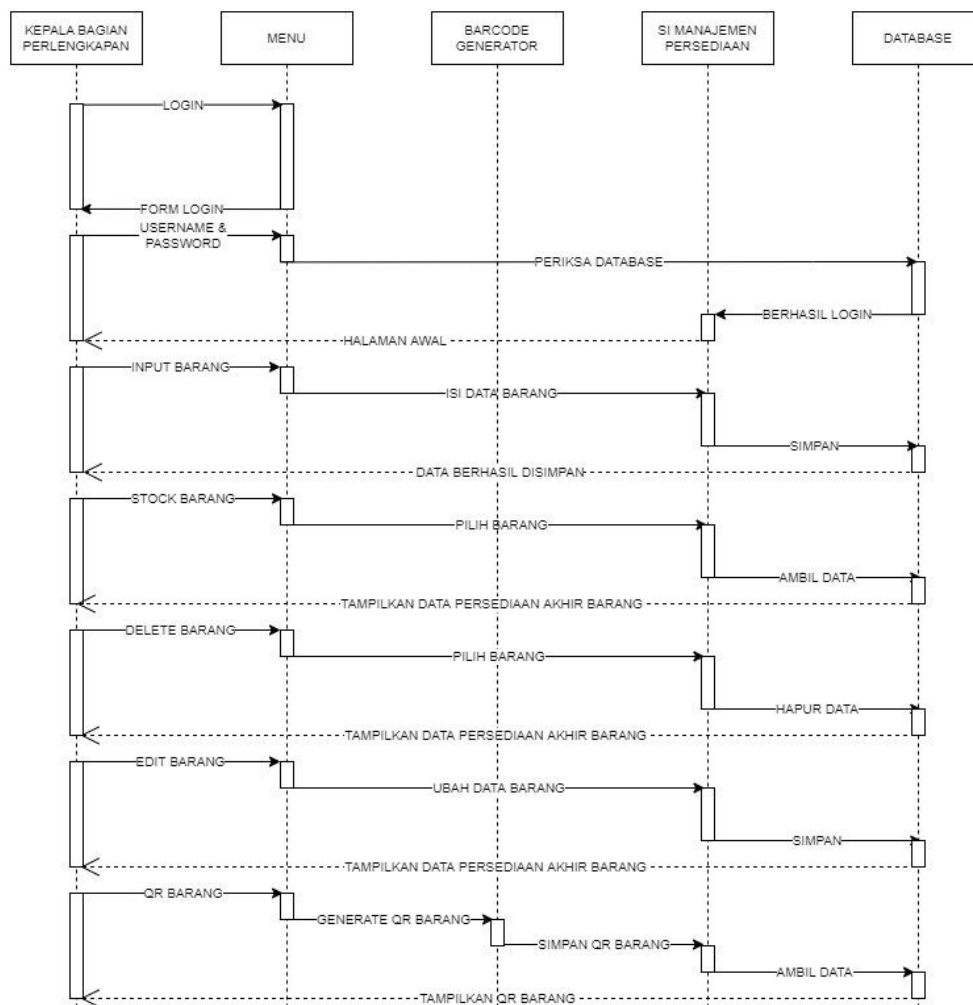 KEPALA BAGIAN
PERLENGKAPAN
MENU
BARCODE
GENERATOR
SI MANAJEMEN
PERSEDIAAN
DATABASE
LOGIN
FORM LOGIN
USERNAME &
PASSWORD
PERIKSA DATABASE
BERHASIL LOGIN
HALAMAN AWAL
INPUT BARANG
ISI DATA BARANG
SIMPAN
DATA BERHASIL DISIMPAN
STOCK BARANG
PILIH BARANG
AMBIL DATA
TAMPILKAN DATA PERSEDIAAN AKHIR BARANG
DELETE BARANG
PILIH BARANG
HAPUR DATA
TAMPILKAN DATA PERSEDIAAN AKHIR BARANG
EDIT BARANG
UBAH DATA BARANG
SIMPAN
TAMPILKAN DATA PERSEDIAAN AKHIR BARANG
QR BARANG
GENERATE QR BARANG
SIMPAN QR BARANG
AMBIL DATA
TAMPILKAN QR BARANG